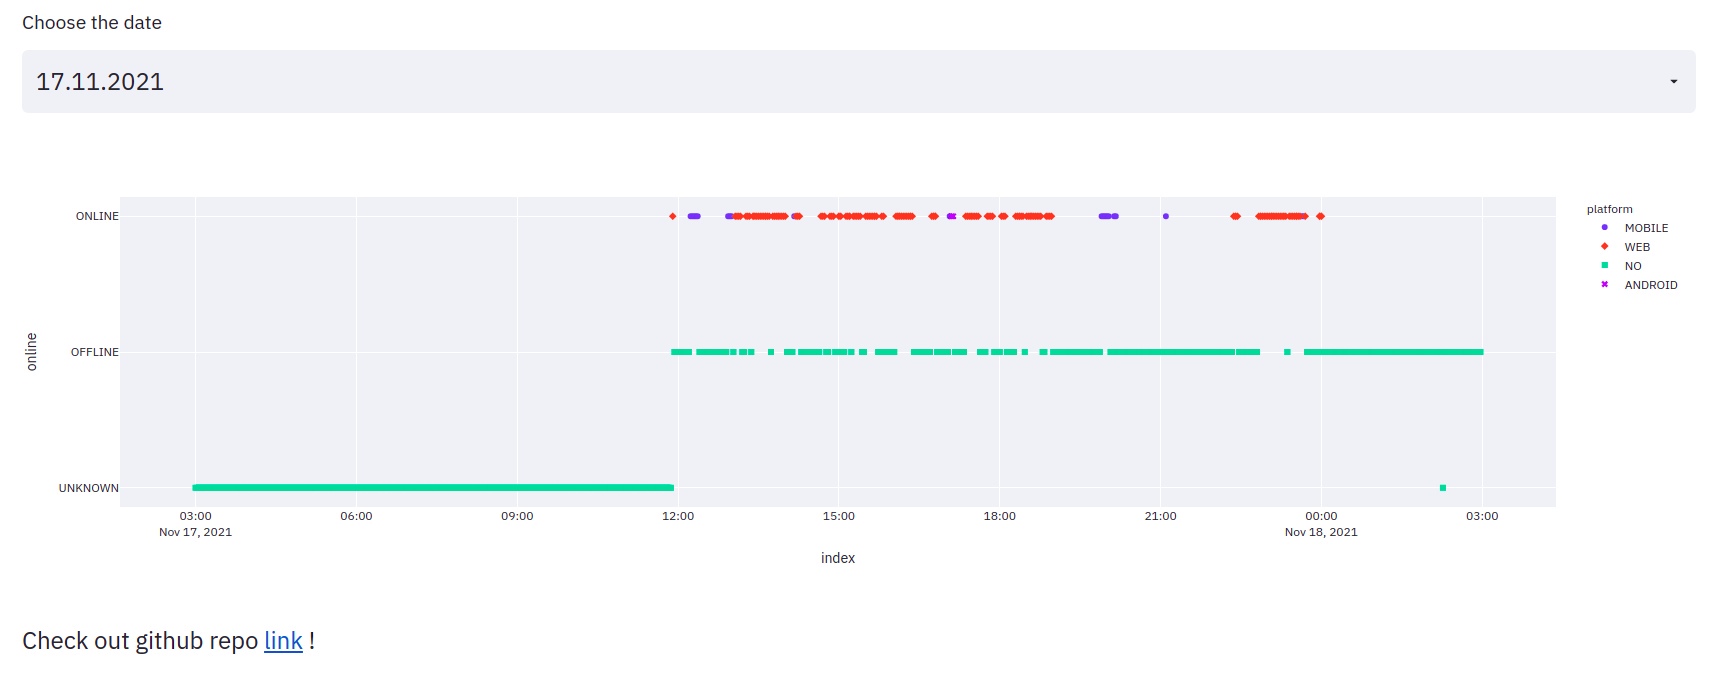 Choose the date
17.11.2021
platform
MOBILE
WEB
NO
ANDROID
ONLINE
OFFLINE
UNKNOWN
online
03:00 06:00 09:00 12:00 15:00 18:00 21:00 00:00 03:00
Nov 17, 2021 Nov 18, 2021
index
Check out github repo link !